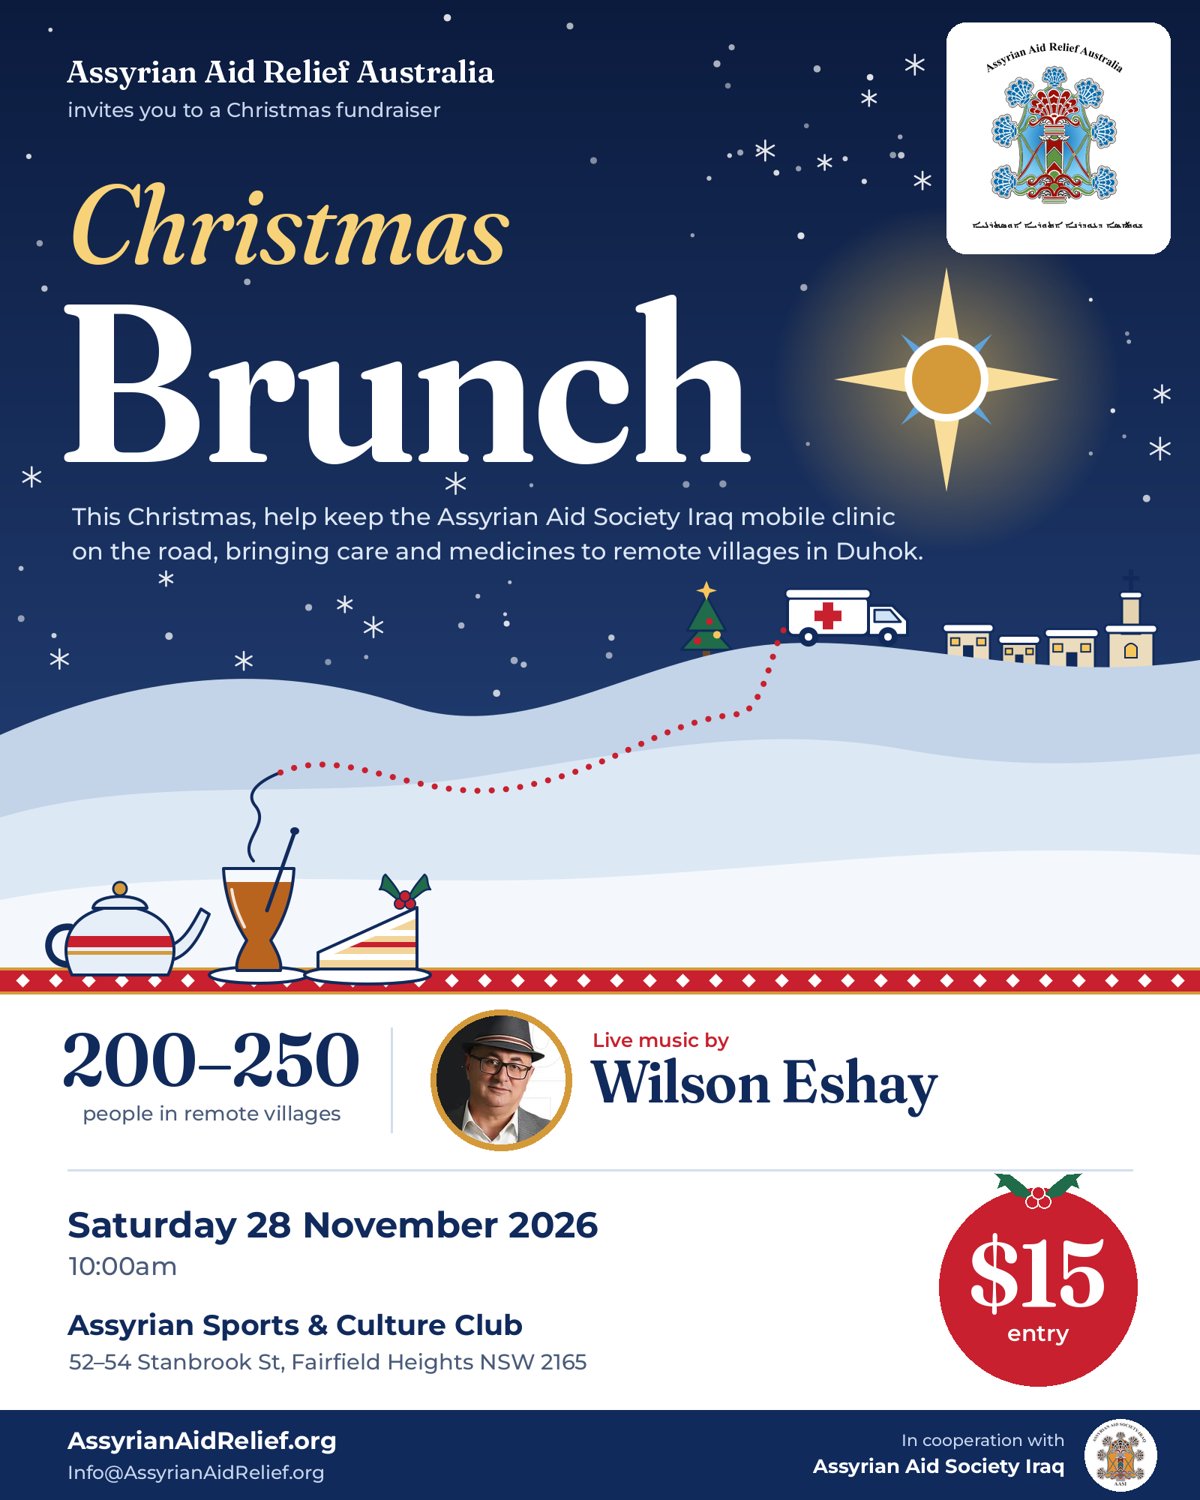 Assyrian Aid Relief Australia
invites you to a Christmas fundraiser
Assyrian Aid Relief Australia
Christmas
Brunch
This Christmas, help keep the Assyrian Aid Society Iraq mobile clinic
on the road, bringing care and medicines to remote villages in Duhok.
200–250
people in remote villages
Live music by
Wilson Eshay
Saturday 28 November 2026
10:00am
Assyrian Sports & Culture Club
52–54 Stanbrook St, Fairfield Heights NSW 2165
$15
entry
AssyrianAidRelief.org
Info@AssyrianAidRelief.org
In cooperation with
Assyrian Aid Society Iraq